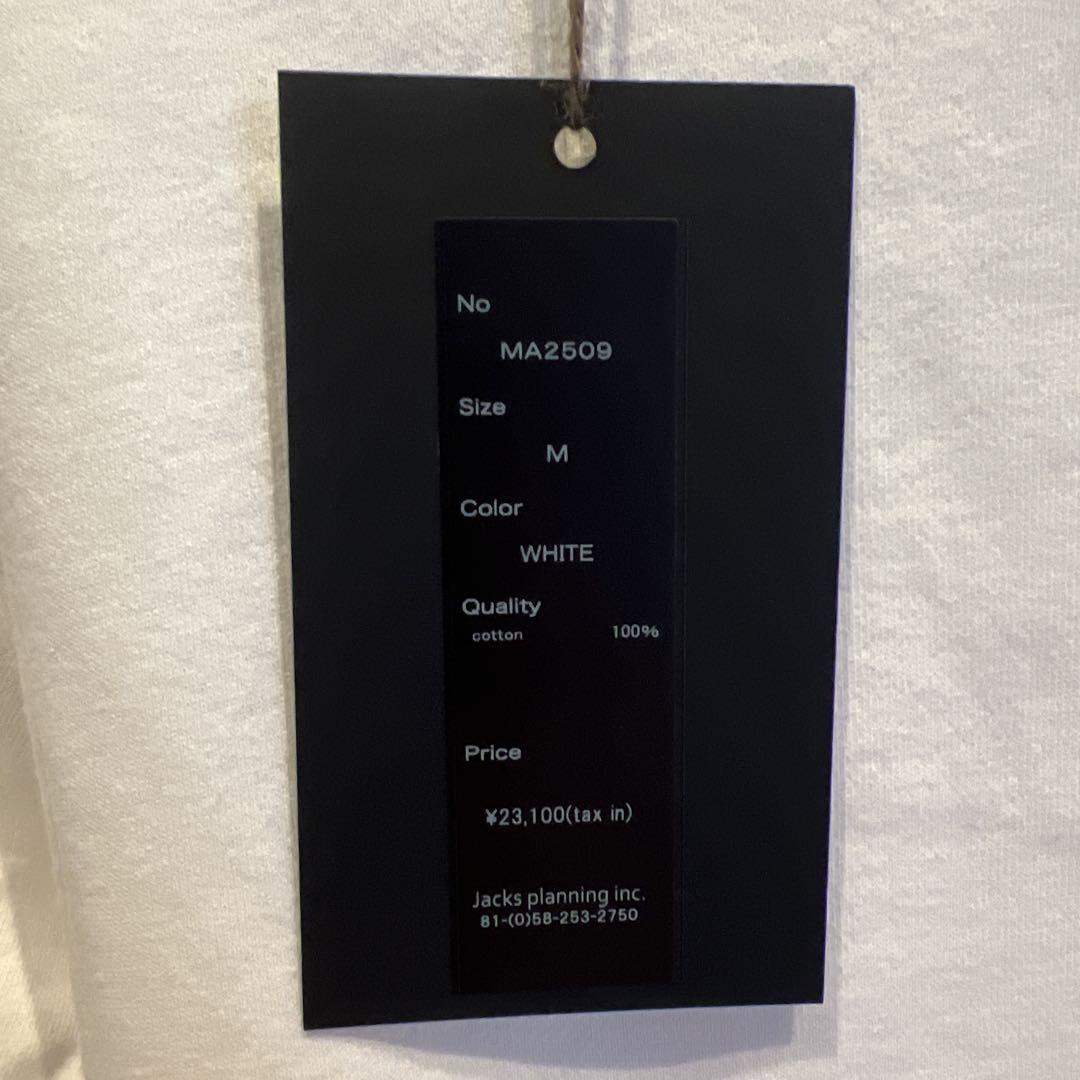 No
MA2509
Size
M
Color
WHITE
Quality
cotton 100%
Price
¥23,100(tax in)
Jacks planning inc.
81-(0)58-253-2750